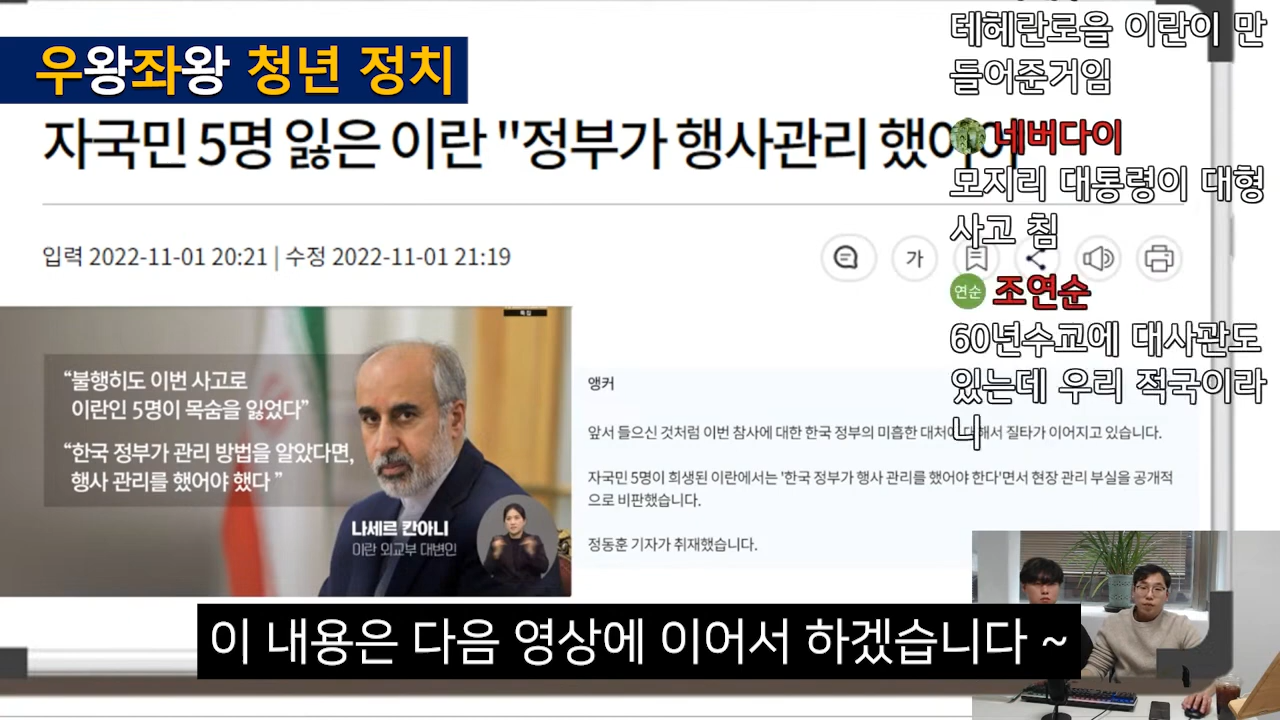 우왕좌왕 청년 정치
자국민 5명 잃은 이란 "정부가 행사관리 했어야
입력 2022-11-01 20:21 | 수정 2022-11-01 21:19
가
“불행히도 이번 사고로
이란인 5명이 목숨을 잃었다”
“한국 정부가 관리 방법을 알았다면,
행사 관리를 했어야 했다 ”
나세르 칸아니
이란 외교부 대변인
앵커
앞서 들으신 것처럼 이번 참사에 대한 한국 정부의 미흡한 대처에 대해서 질타가 이어지고 있습니다.
자국민 5명이 희생된 이란에서는 '한국 정부가 행사 관리를 했어야 한다'면서 현장 관리 부실을 공개적
으로 비판했습니다.
정동훈 기자가 취재했습니다.
테헤란로을 이란이 만
들어준거임
네버다이
모지리 대통령이 대형
사고 침
연순
조연순
60년수교에 대사관도
있는데 우리 적국이라
니
이 내용은 다음 영상에 이어서 하겠습니다 ~